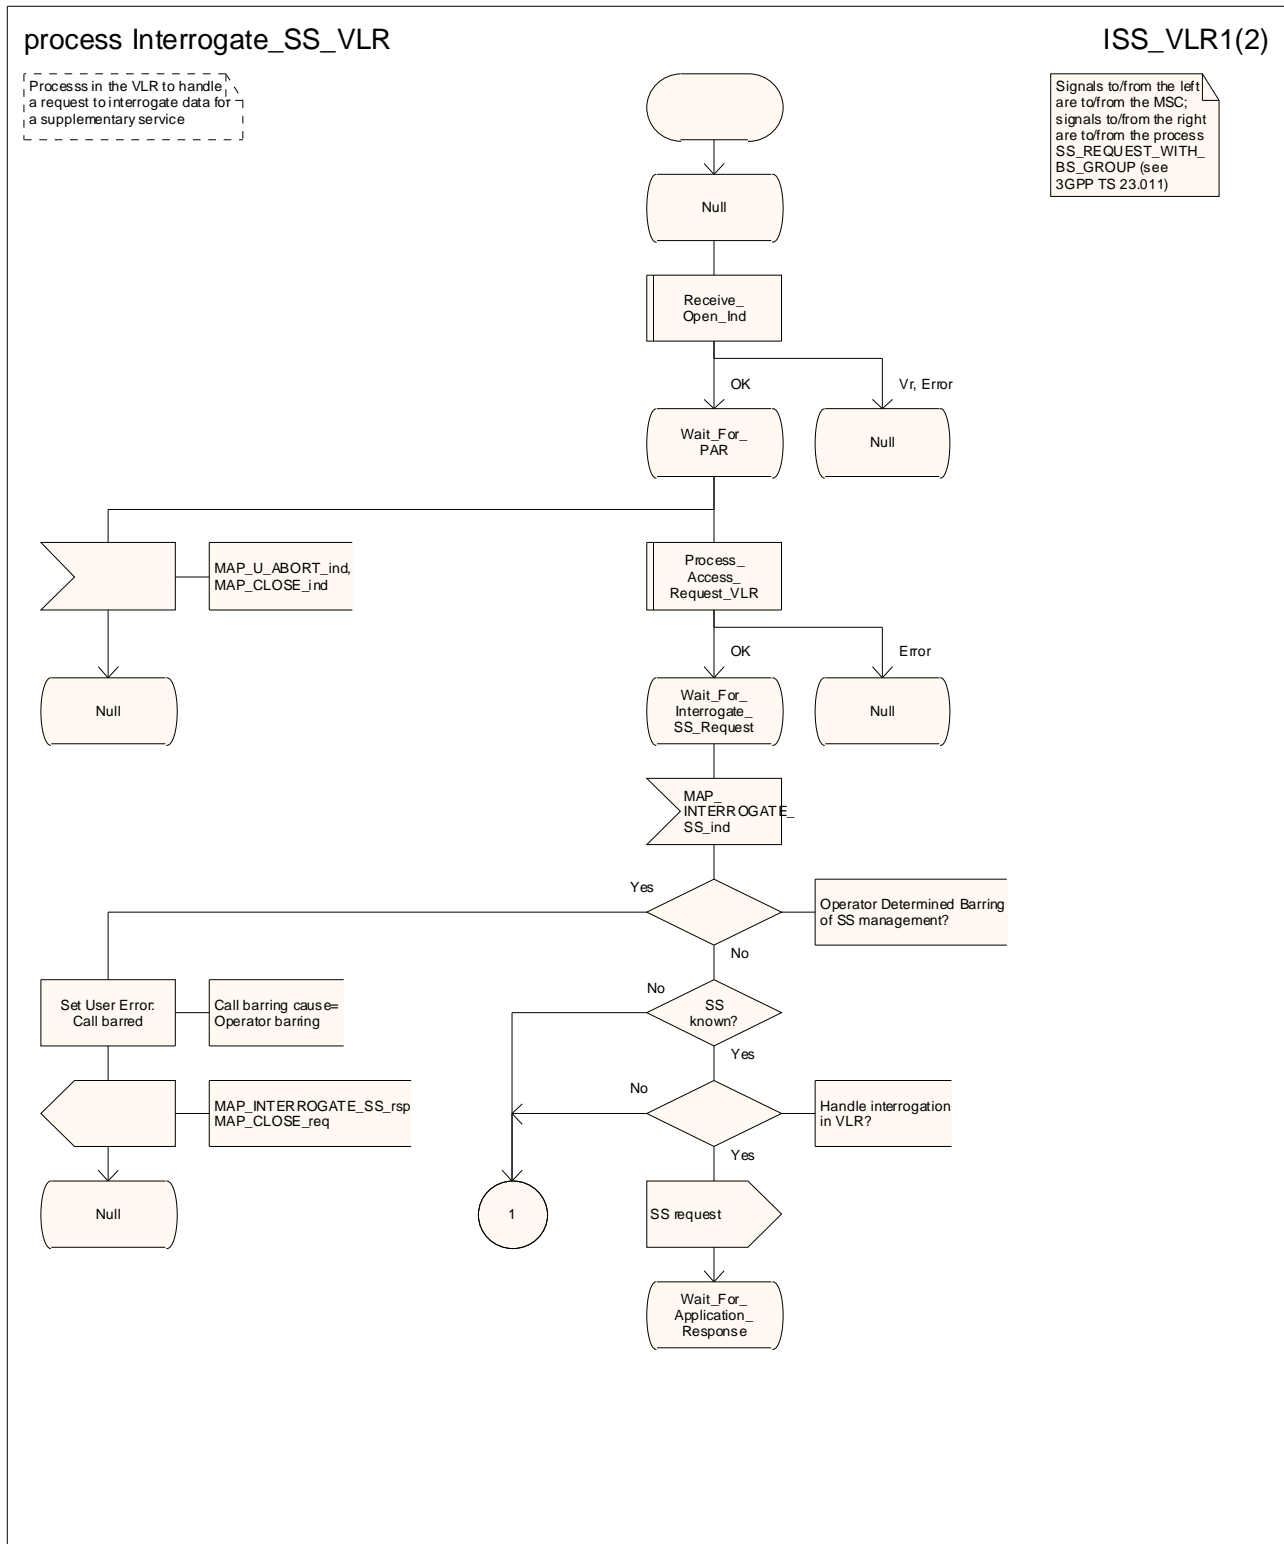 process Interrogate_SS_VLR
ISS_VLR1(2)
Processs in the VLR to handle
a request to interrogate data for
a supplementary service
Signals to/from the left
are to/from the MSC;
signals to/from the right
are to/from the process
SS_REQUEST_WITH_
BS_GROUP (see
3GPP TS 23.011)
Null
Receive_
Open_Ind
OK
Vr, Error
Wait_For_
PAR
Null
MAP_U_ABORT_ind,
MAP_CLOSE_ind
Process_
Access_
Request_VLR
OK
Error
Null
Wait_For_
Interrogate_
SS_Request
Null
MAP_
INTERROGATE_
SS_ind
Yes
Operator Determined Barring
of SS management?
No
Set User Error:
Call barred
Call barring cause=
Operator barring
No
SS
known?
Yes
No
MAP_INTERROGATE_SS_rsp
MAP_CLOSE_req
Handle interrogation
in VLR?
Yes
Null
1
SS request
Wait_For_
Application_
Response